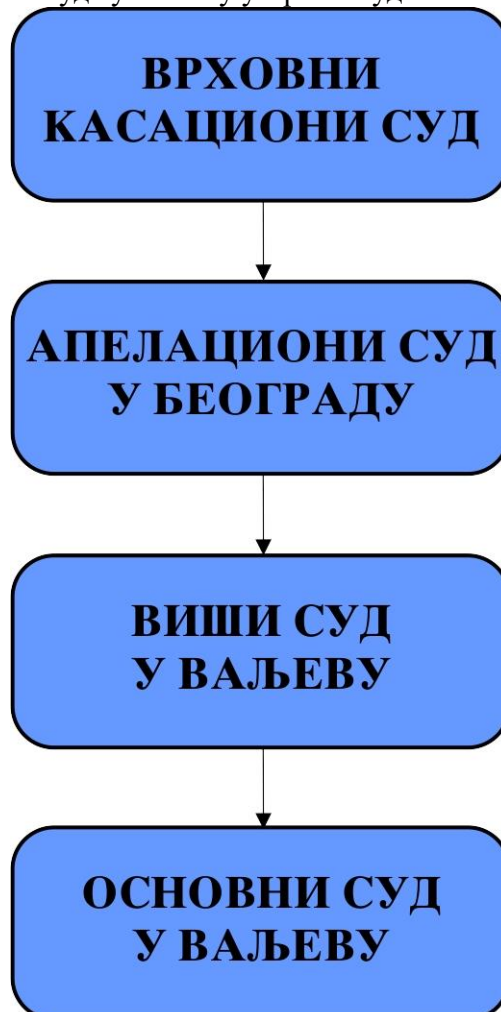 ВРХОВНИ
КАСАЦИОНИ СУД
АПЕЛАЦИОНИ СУД
У БЕОГРАДУ
ВИШИ СУД
У ВАЉЕВУ
ОСНОВНИ СУД
У ВАЉЕВУ